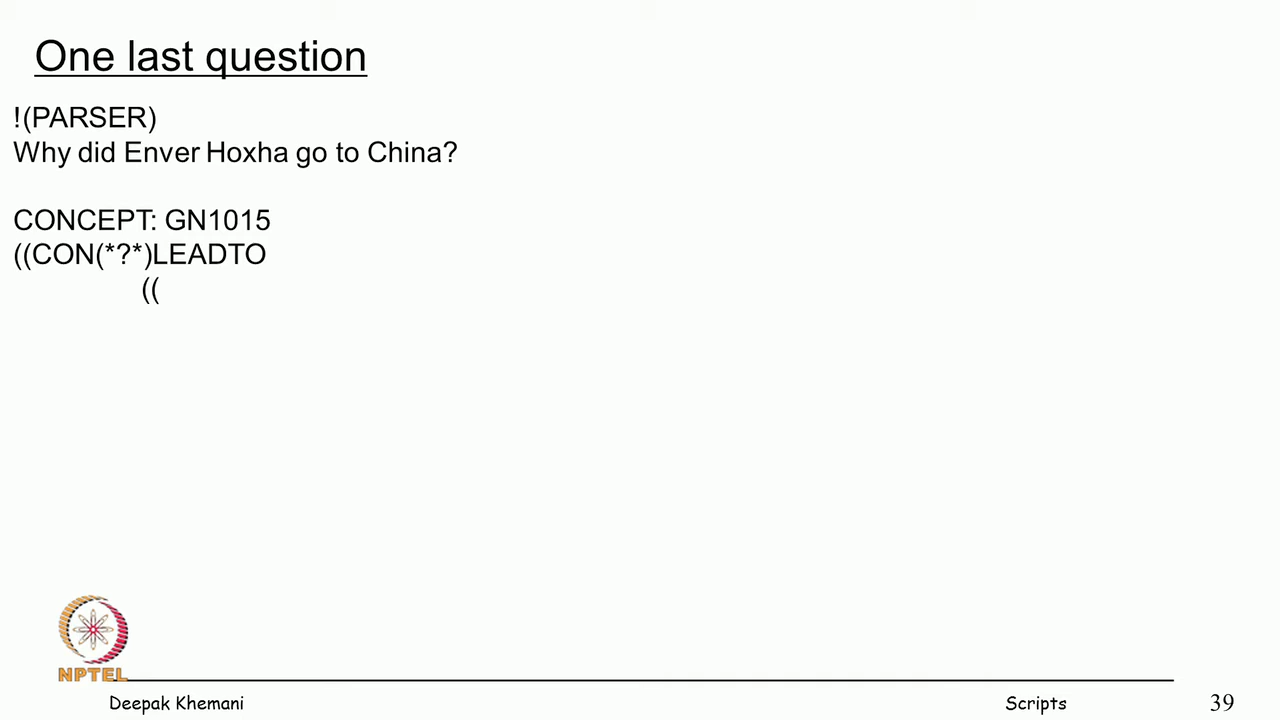 One last question
!(PARSER)
Why did Enver Hoxha go to China?
CONCEPT: GN1015
((CON(*?*)LEADTO
((
NPTEL
Deepak Khemani
Scripts
39